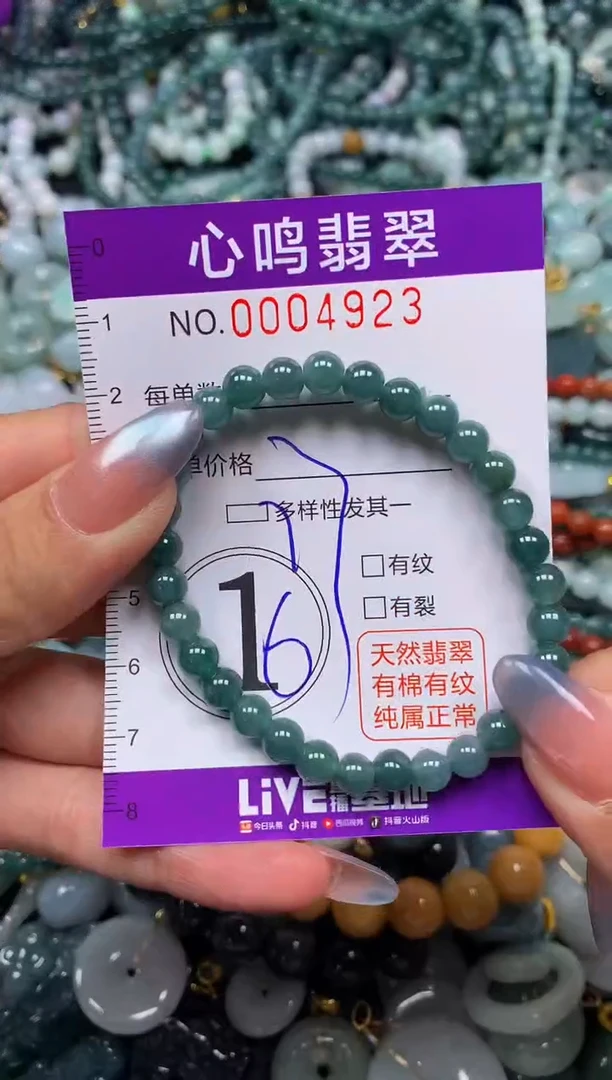 0
心鸣翡翠
1
NO.0004923
2
每单数
单价格
多样性发其一
5
1
6
有纹
有裂
6
天然翡翠
有棉有纹
纯属正常
7
8
LiVE
今日头条 抖音 西瓜视频 抖音火山版